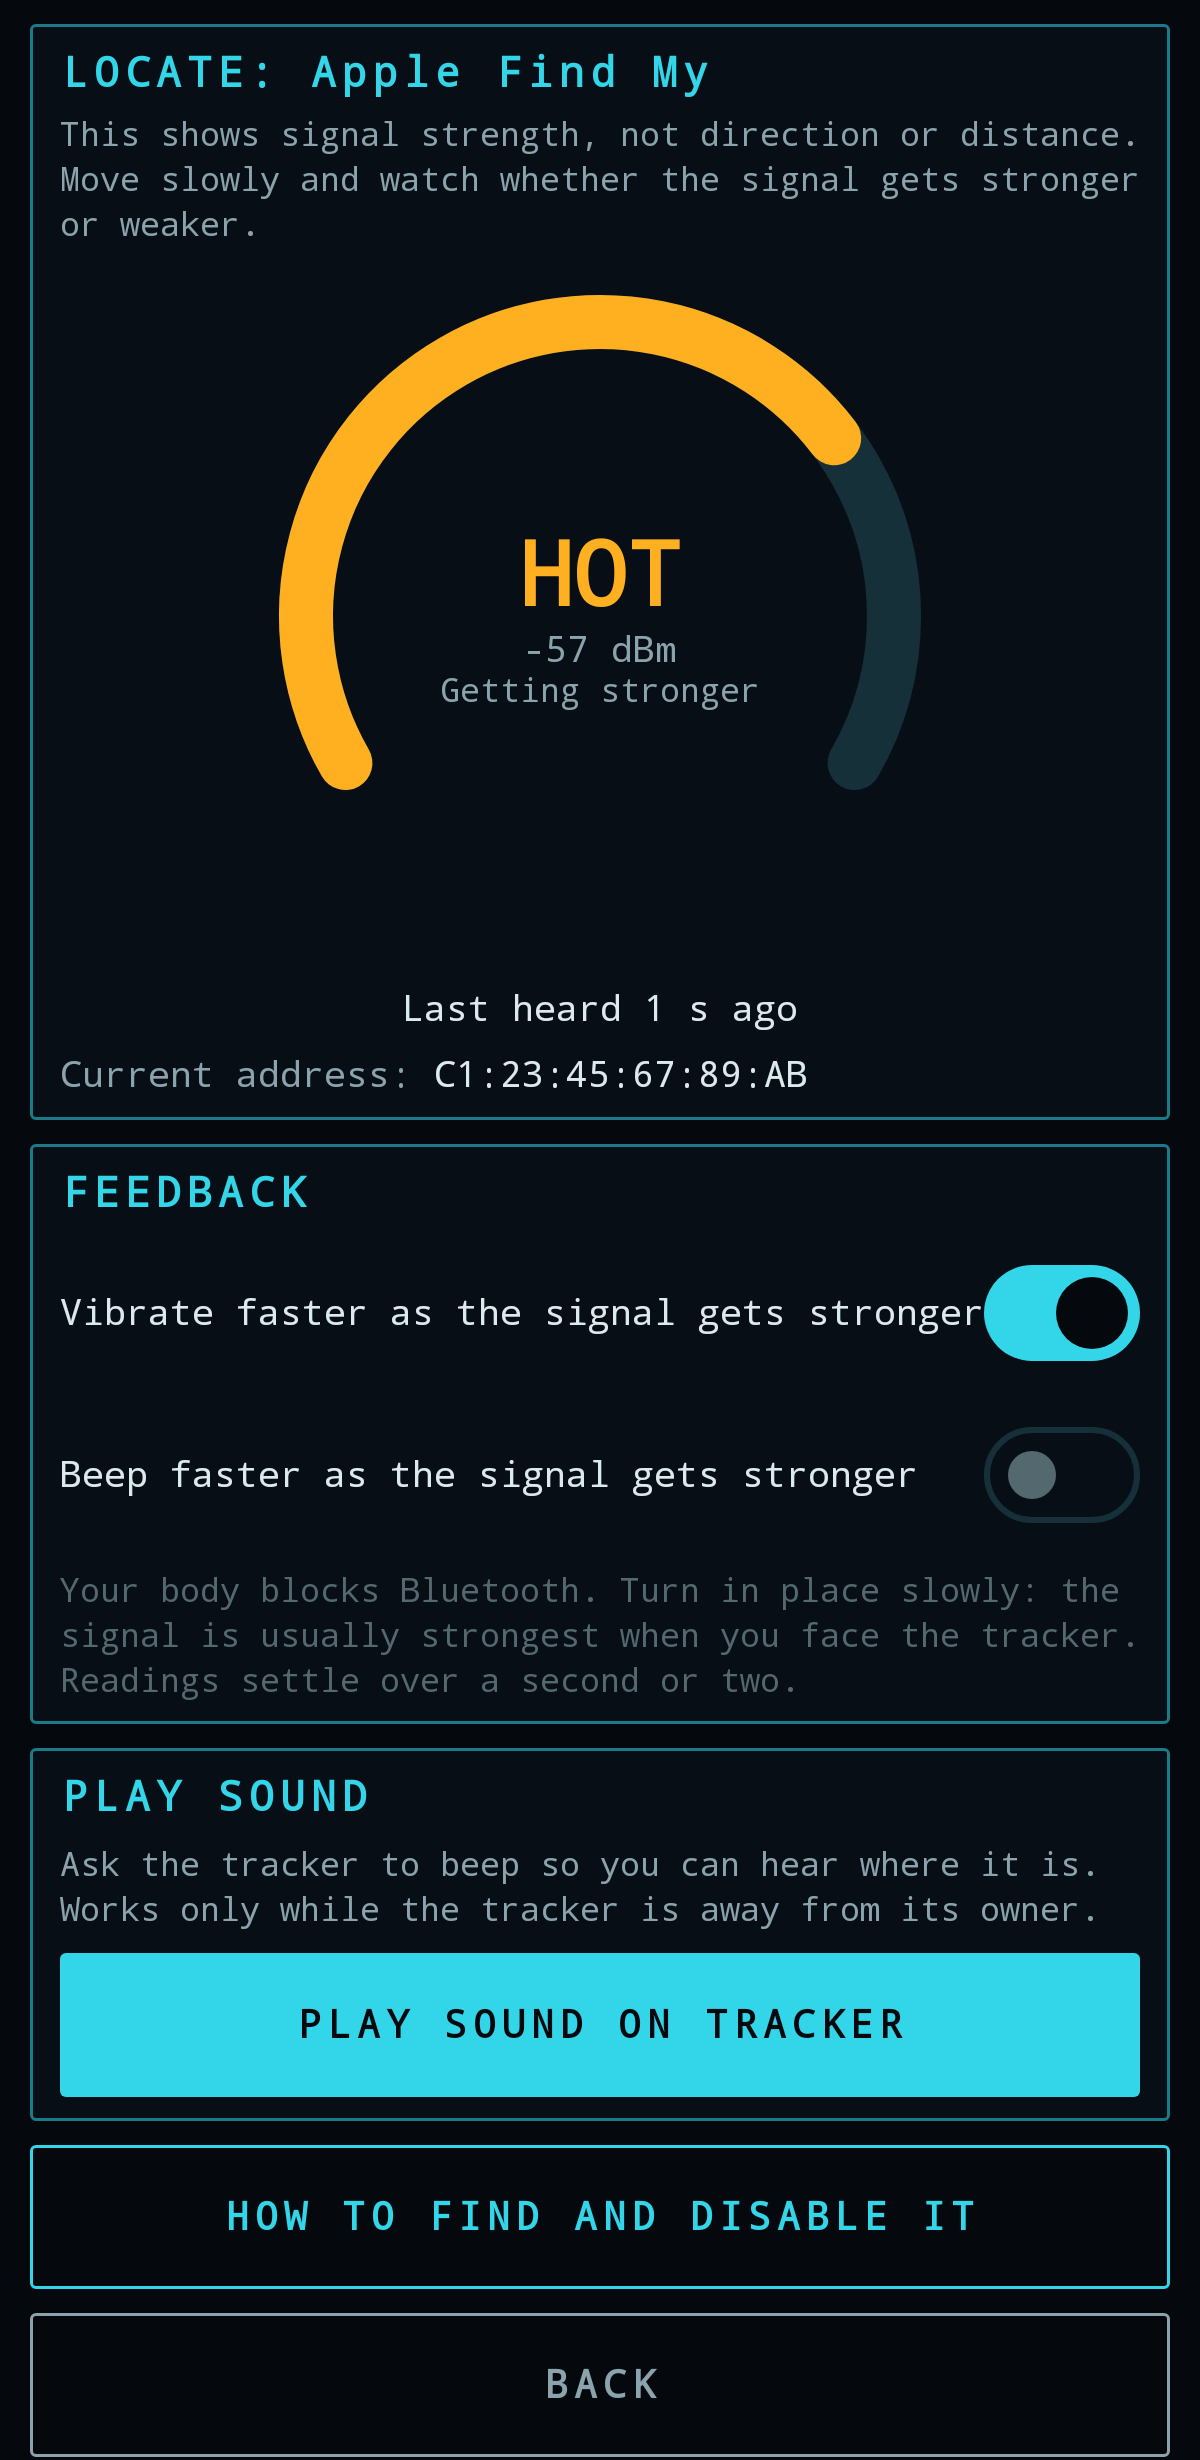 LOCATE: Apple Find My
This shows signal strength, not direction or distance.
Move slowly and watch whether the signal gets stronger
or weaker.
HOT
-57 dBm
Getting stronger
Last heard 1 s ago
Current address: C1:23:45:67:89:AB
FEEDBACK
Vibrate faster as the signal gets stronger
Beep faster as the signal gets stronger
Your body blocks Bluetooth. Turn in place slowly: the
signal is usually strongest when you face the tracker.
Readings settle over a second or two.
PLAY SOUND
Ask the tracker to beep so you can hear where it is.
Works only while the tracker is away from its owner.
PLAY SOUND ON TRACKER
HOW TO FIND AND DISABLE IT
BACK